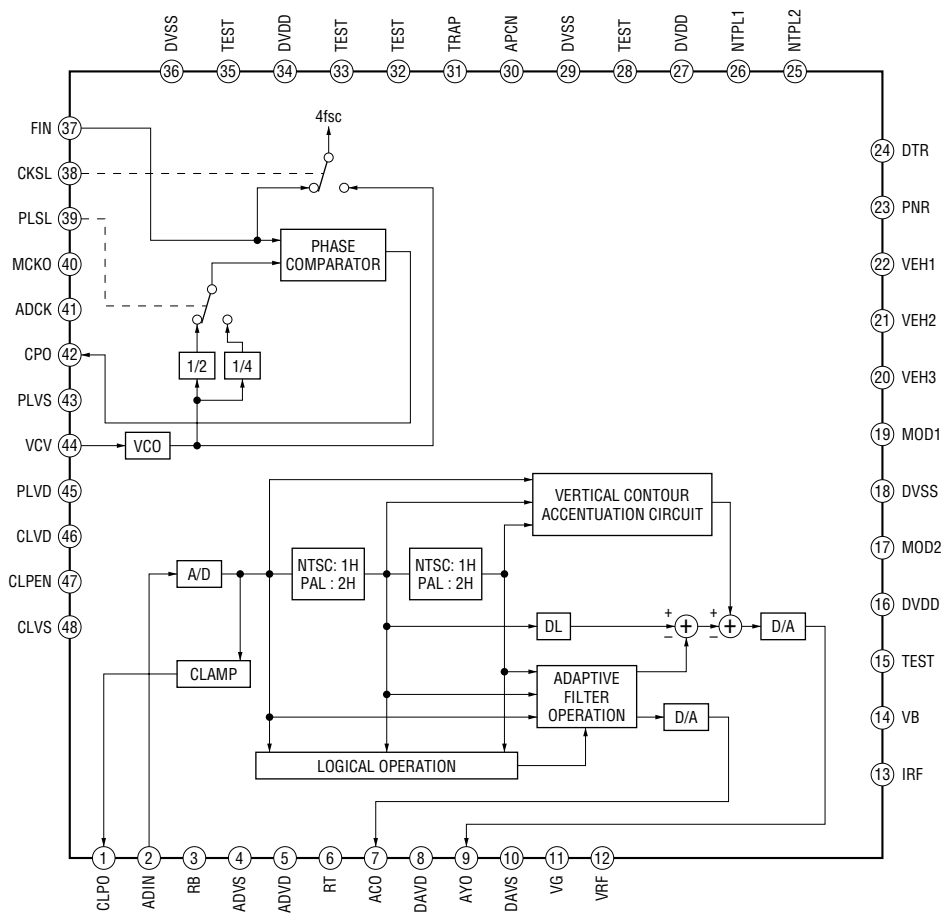 DVSS TEST DVDD TEST TEST TRAP APCN DVSS TEST DVDD NTPL1 NTPL2
36 35 34 33 32 31 30 29 28 27 26 25
FIN 37
CKSL 38
PLSL 39
MCKO 40
ADCK 41
CPO 42
PLVS 43
VCV 44
PLVD 45
CLVD 46
CLPEN 47
CLVS 48
4fsc
PHASE
COMPARATOR
1/2
1/4
VCO
24 DTR
23 PNR
22 VEH1
21 VEH2
20 VEH3
19 MOD1
18 DVSS
17 MOD2
16 DVDD
15 TEST
14 VB
13 IRF
VERTICAL CONTOUR
ACCENTUATION CIRCUIT
A/D
NTSC: 1H
PAL : 2H
NTSC: 1H
PAL : 2H
DL
+
−
+
+
−
+
D/A
CLAMP
ADAPTIVE
FILTER
OPERATION
D/A
LOGICAL OPERATION
1 2 3 4 5 6 7 8 9 10 11 12
CLPO ADIN RB ADVS ADVD RT ACO DAVD AYO DAVS VG VRF